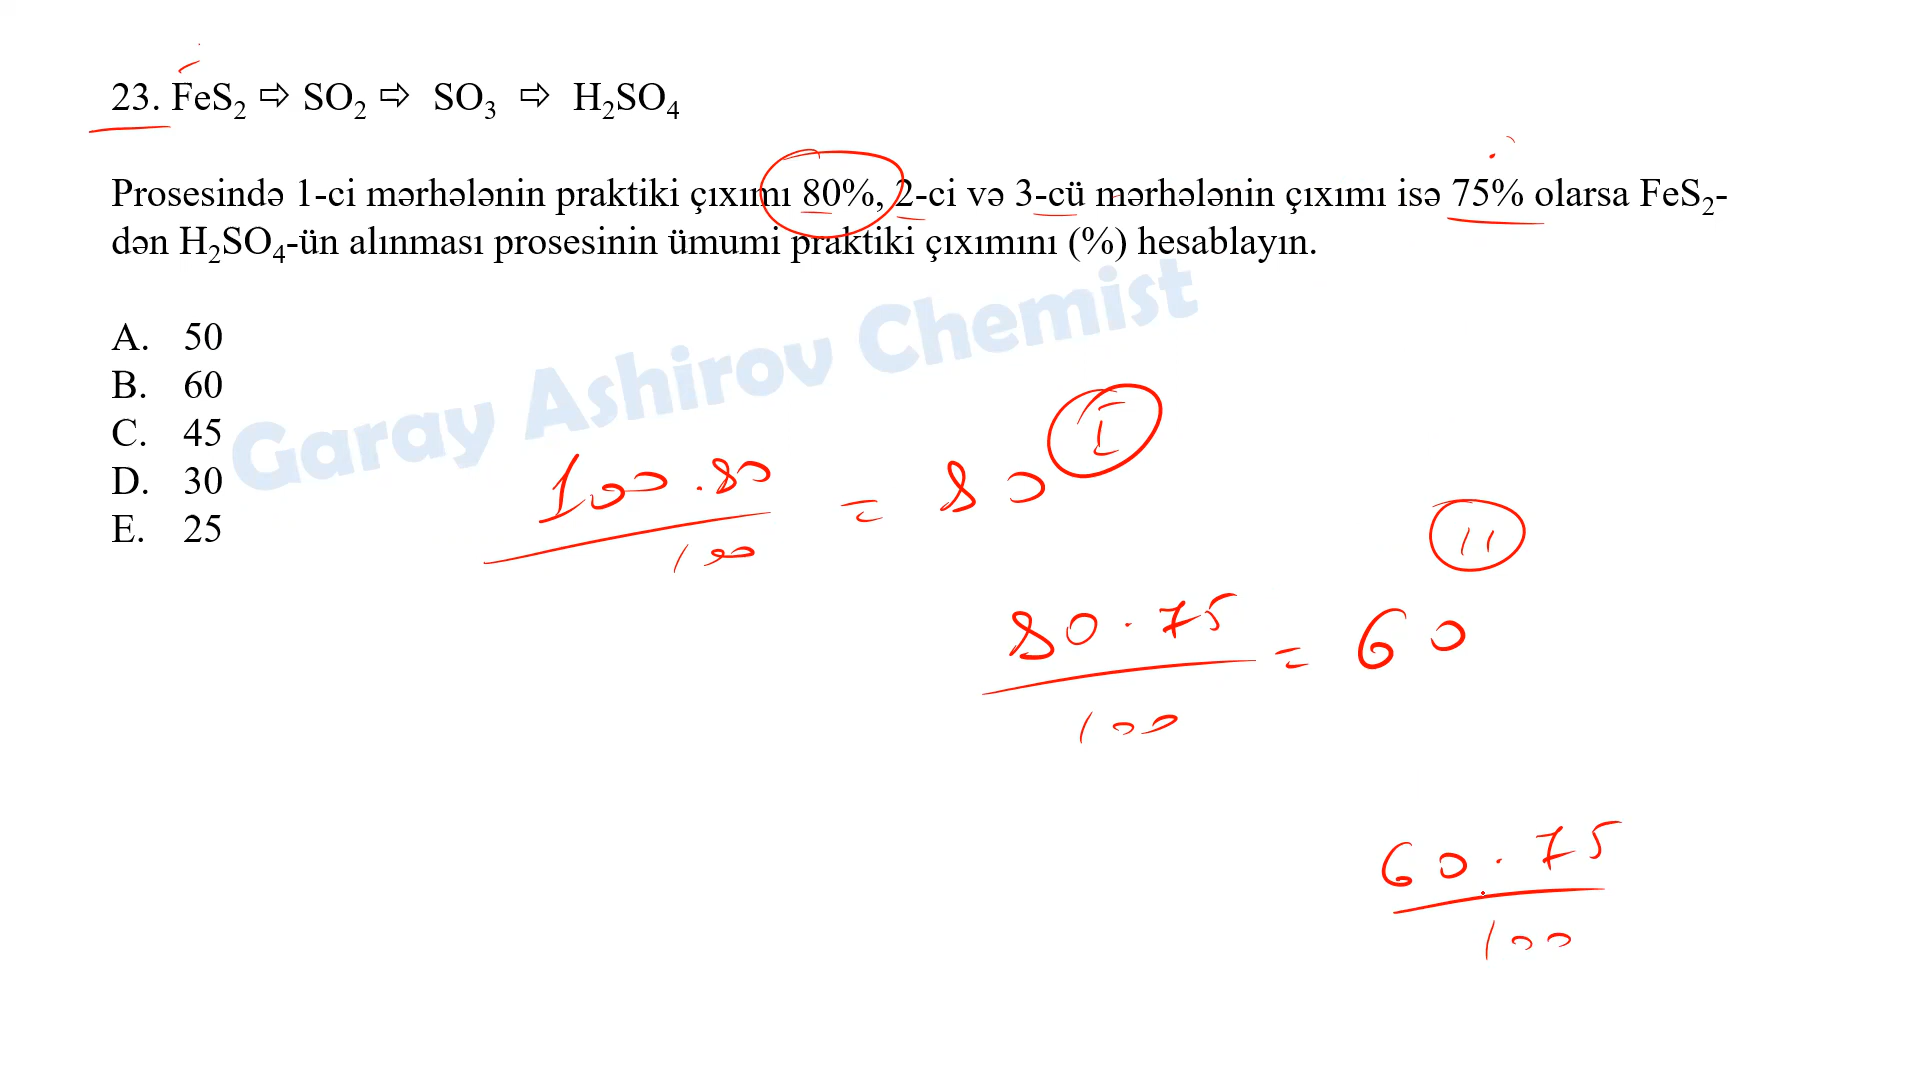 23. FeS₂ ⇨ SO₂ ⇨ SO₃ ⇨ H₂SO₄
Prosesində 1-ci mərhələnin praktiki çıxımı 80%, 2-ci və 3-cü mərhələnin çıxımı isə 75% olarsa FeS₂-
dən H₂SO₄-ün alınması prosesinin ümumi praktiki çıxımını (%) hesablayın.
A. 50
B. 60
C. 45
D. 30
E. 25
Garay Ashirov Chemist
I
100 . 80
100
= 80
II
80 . 75
100
= 60
60 . 75
100